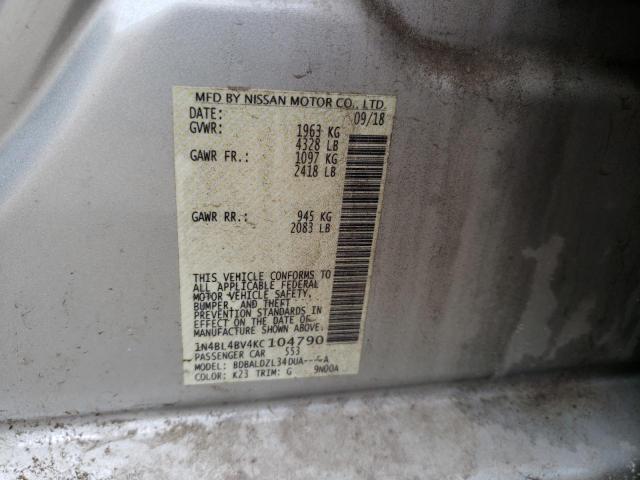 MFD BY NISSAN MOTOR CO., LTD.
DATE: 09/18
GVWR: 1963 KG
4328 LB
GAWR FR.: 1097 KG
2418 LB
GAWR RR.: 945 KG
2083 LB
THIS VEHICLE CONFORMS TO
ALL APPLICABLE FEDERAL
MOTOR VEHICLE SAFETY,
BUMPER, AND THEFT
PREVENTION STANDARDS IN
EFFECT ON THE DATE OF
MANUFACTURE SHOWN ABOVE.
1N4BL4BV4KC104790
PASSENGER CAR S53
MODEL: BDBALDZL34DUA----A
COLOR: K23 TRIM: G 9N00A